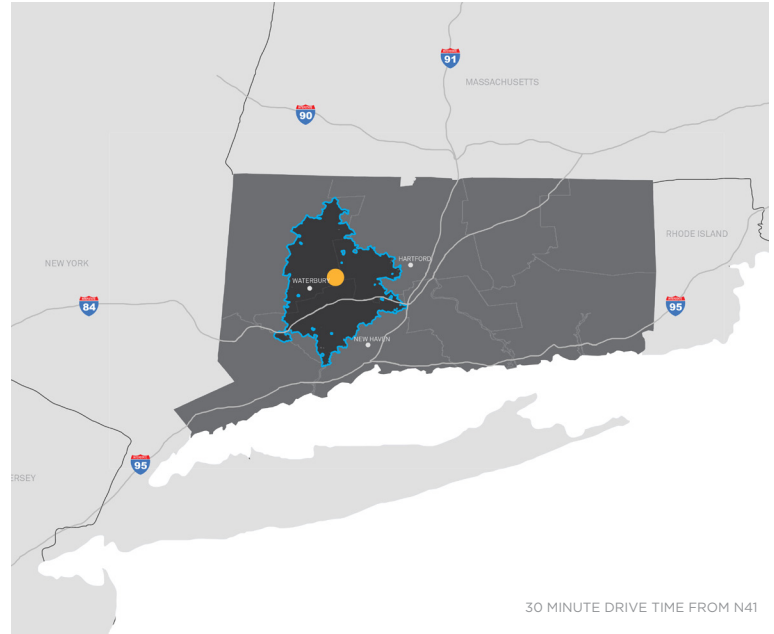 91
MASSACHUSETTS
90
RHODE ISLAND
HARTFORD
NEW YORK
WATERBURY
84
95
NEW HAVEN
95
ERSEY
30 MINUTE DRIVE TIME FROM N41